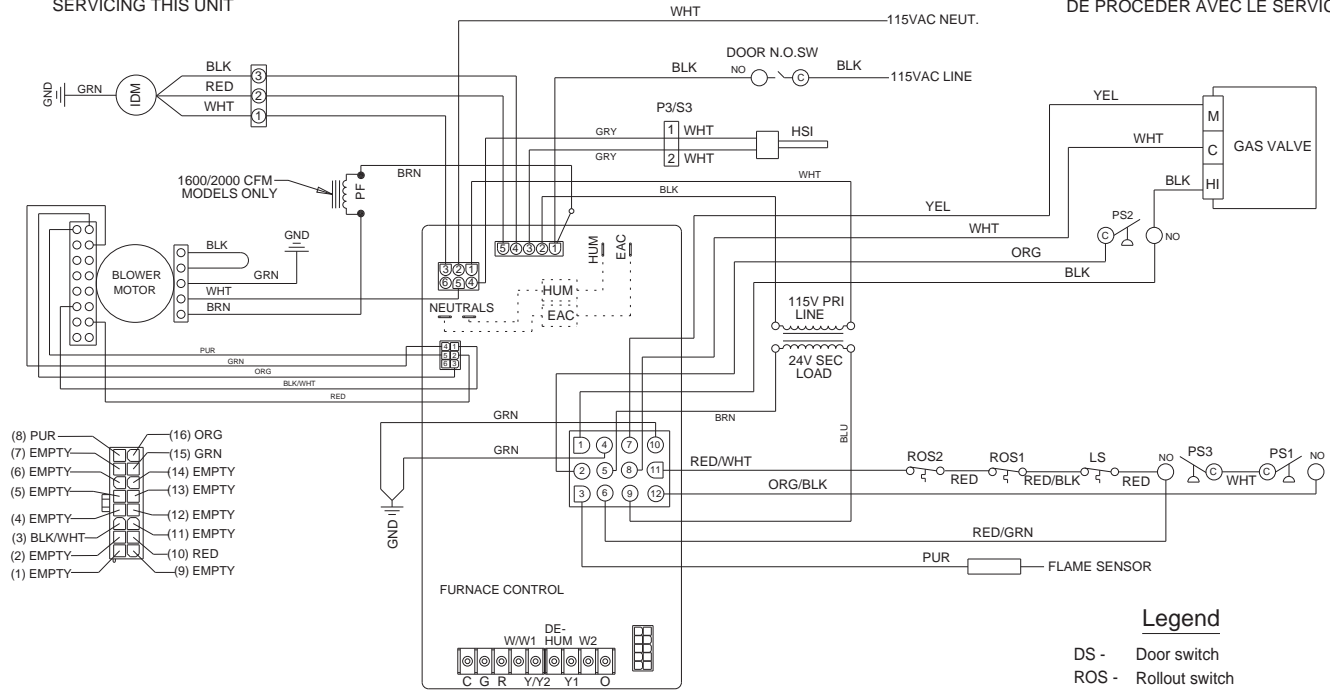 SERVICING THIS UNIT
DE PROCEDER AVEC LE SERVIC
WHT
115VAC NEUT.
DOOR N.O.SW
BLK
NO
C
BLK
115VAC LINE
GND
GRN
IDM
BLK
RED
WHT
3
2
1
P3/S3
1 WHT
2 WHT
GRY
GRY
HSI
YEL
WHT
BLK
M
C
HI
GAS VALVE
1600/2000 CFM
MODELS ONLY
PF
BRN
WHT
BLK
YEL
WHT
ORG
BLK
PS2
C
NO
BLOWER
MOTOR
BLK
GND
GRN
WHT
BRN
5 4 3 2 1
3 2 1
6 5 4
HUM
EAC
HUM
EAC
NEUTRALS
115V PRI
LINE
24V SEC
LOAD
PUR
GRN
ORG
BLK/WHT
RED
4 1
5 2
6 3
BRN
BLU
GRN
GRN
GND
1 4 7 10
2 5 8 11
3 6 9 12
RED/WHT
ORG/BLK
ROS2
RED
ROS1
RED/BLK
LS
RED
NO
PS3
C
WHT
C
PS1
NO
RED/GRN
PUR
FLAME SENSOR
(8) PUR
(7) EMPTY
(6) EMPTY
(5) EMPTY
(4) EMPTY
(3) BLK/WHT
(2) EMPTY
(1) EMPTY
(16) ORG
(15) GRN
(14) EMPTY
(13) EMPTY
(12) EMPTY
(11) EMPTY
(10) RED
(9) EMPTY
FURNACE CONTROL
DE-
W/W1 HUM W2
C G R Y/Y2 Y1 O
Legend
DS - Door switch
ROS - Rollout switch